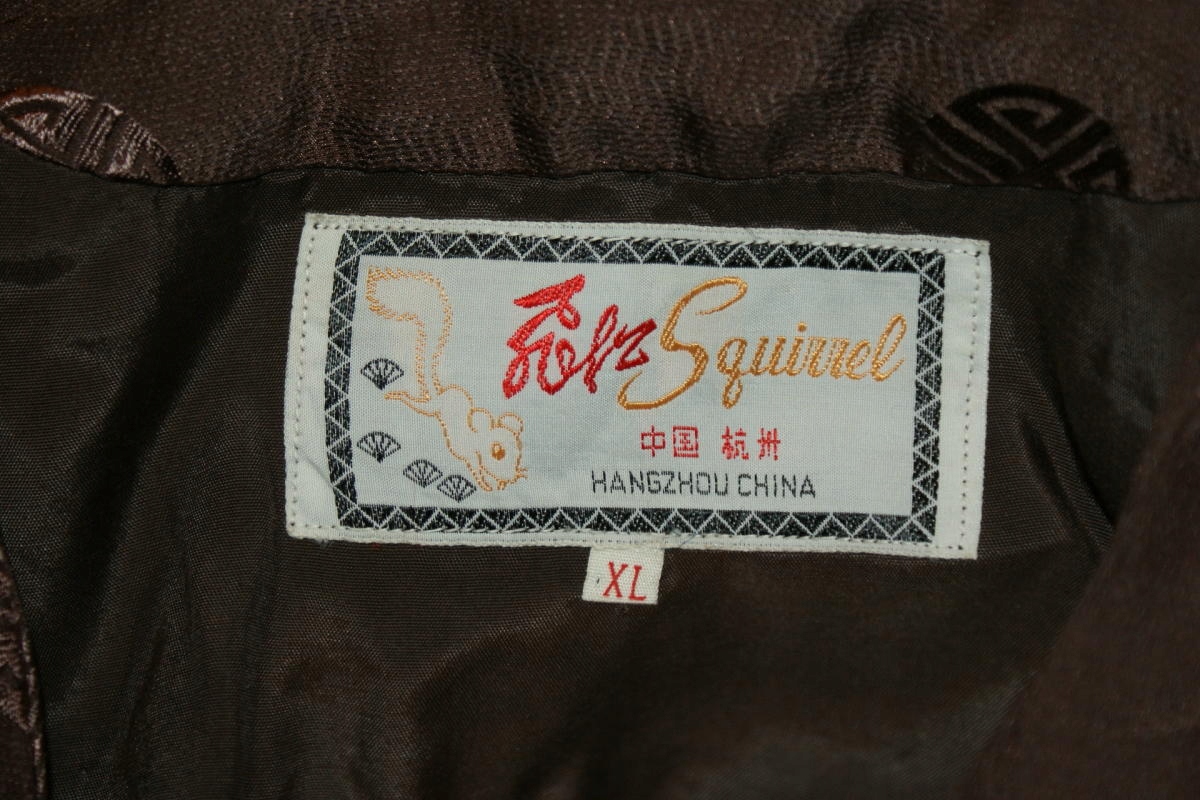 Squirrel
中国 杭州
HANGZHOU CHINA
XL